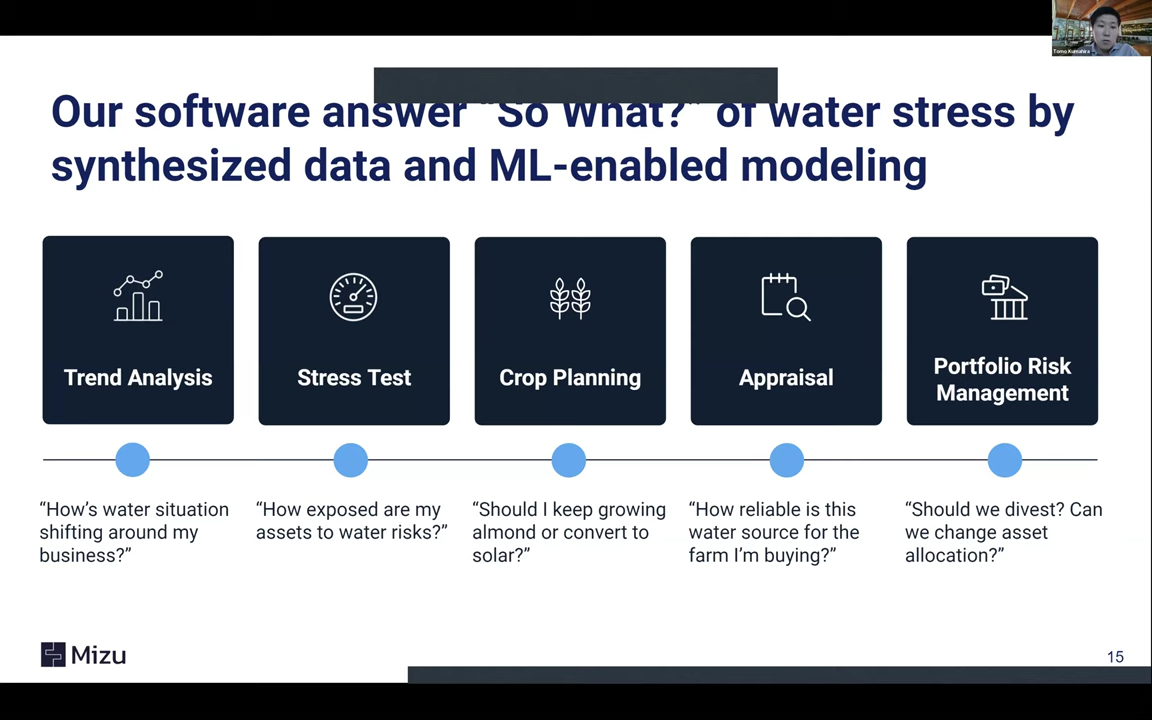 Tomo Kumahira
Our software answer "So What?" of water stress by
synthesized data and ML-enabled modeling
Trend Analysis
Stress Test
Crop Planning
Appraisal
Portfolio Risk
Management
“How’s water situation
shifting around my
business?”
“How exposed are my
assets to water risks?”
“Should I keep growing
almond or convert to
solar?”
“How reliable is this
water source for the
farm I’m buying?”
“Should we divest? Can
we change asset
allocation?”
Mizu
15